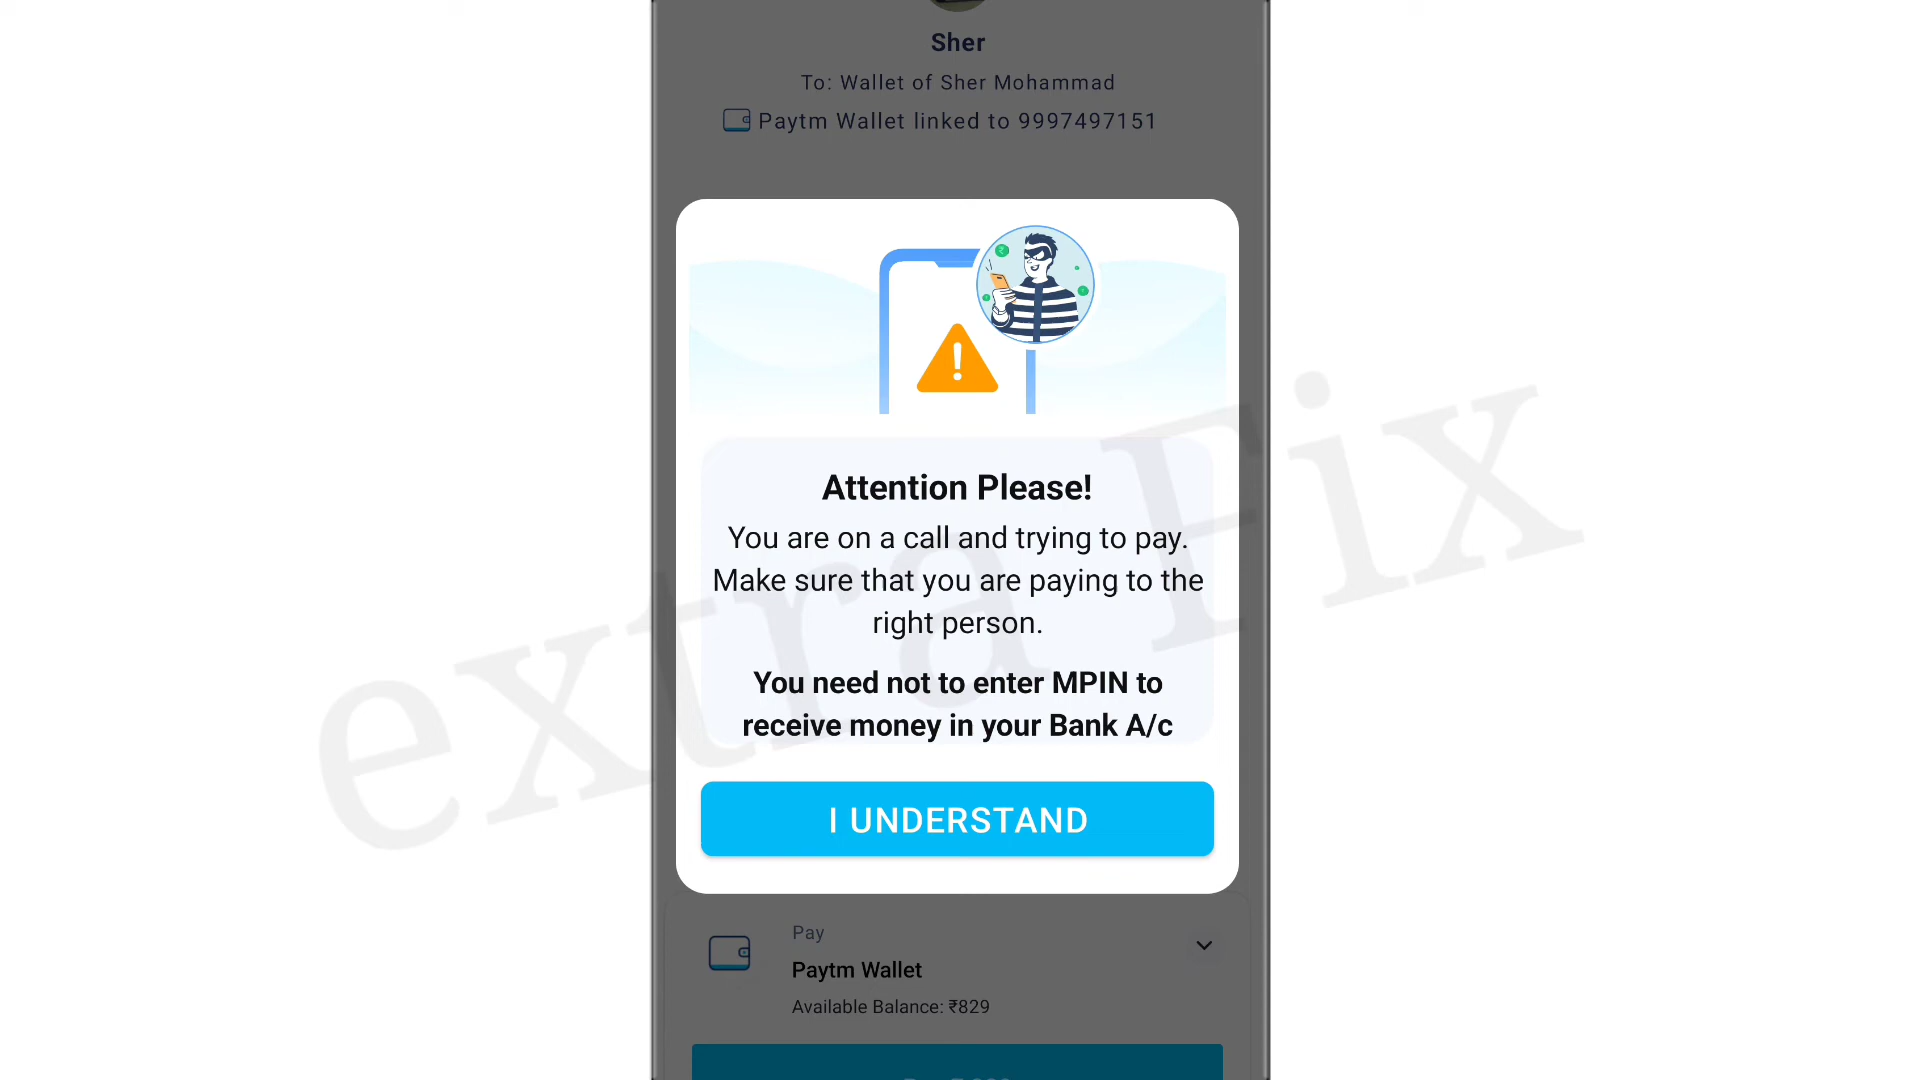 Sher
To: Wallet of Sher Mohammad
Paytm Wallet linked to 9997497151
Attention Please!
You are on a call and trying to pay.
Make sure that you are paying to the
right person.
You need not to enter MPIN to
receive money in your Bank A/c
I UNDERSTAND
extra Fix
Pay
Paytm Wallet
Available Balance: ₹829